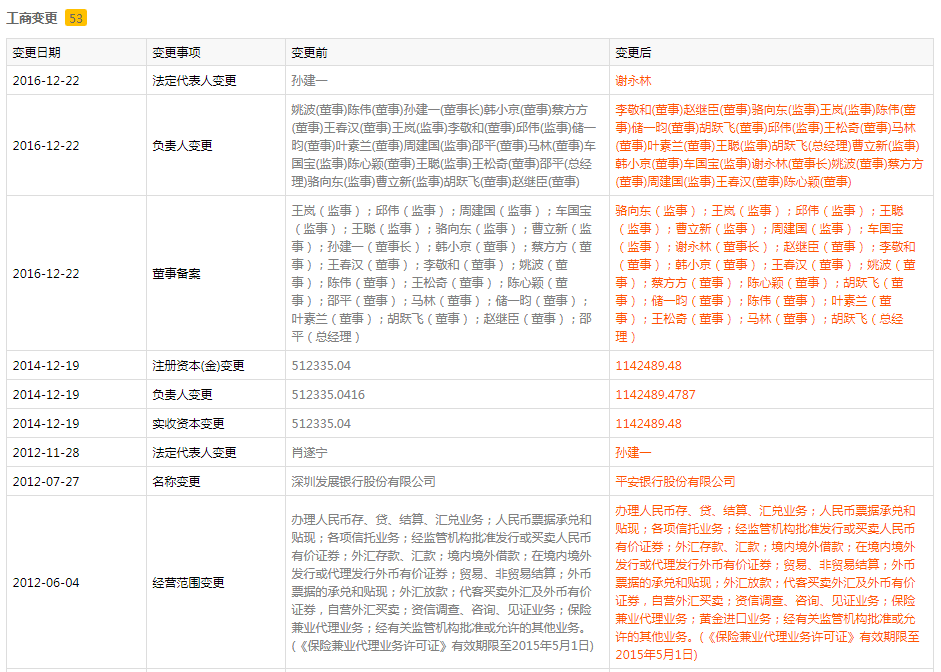 工商变更 53
变更日期 变更事项 变更前 变更后
2016-12-22 法定代表人变更 孙建一 谢永林
2016-12-22 负责人变更
姚波(董事)陈伟(董事)孙建一(董事长)韩小京(董事)蔡方方
(董事)王春汉(董事)王岚(监事)李敬和(董事)邱伟(监事)储一
昀(董事)叶素兰(董事)周建国(监事)邵平(董事)马林(董事)车
国宝(监事)陈心颖(董事)王聪(监事)王松奇(董事)邵平(总经
理)骆向东(监事)曹立新(监事)胡跃飞(董事)赵继臣(董事)
李敬和(董事)赵继臣(董事)骆向东(监事)王岚(监事)陈伟(董
事)储一昀(董事)胡跃飞(董事)邱伟(监事)王松奇(董事)马林
(董事)叶素兰(董事)王聪(监事)胡跃飞(总经理)曹立新(监事)
韩小京(董事)车国宝(监事)谢永林(董事长)姚波(董事)蔡方方
(董事)周建国(监事)王春汉(董事)陈心颖(董事)
2016-12-22 董事备案
王岚（监事）；邱伟（监事）；周建国（监事）；车国宝
（监事）；王聪（监事）；骆向东（监事）；曹立新（监
事）；孙建一（董事长）；韩小京（董事）；蔡方方（董
事）；王春汉（董事）；李敬和（董事）；姚波（董
事）；陈伟（董事）；王松奇（董事）；陈心颖（董
事）；邵平（董事）；马林（董事）；储一昀（董事）；
叶素兰（董事）；胡跃飞（董事）；赵继臣（董事）；邵
平（总经理）
骆向东（监事）；王岚（监事）；邱伟（监事）；王聪
（监事）；曹立新（监事）；周建国（监事）；车国宝
（监事）；谢永林（董事长）；赵继臣（董事）；李敬和
（董事）；韩小京（董事）；王春汉（董事）；姚波（董
事）；蔡方方（董事）；陈心颖（董事）；胡跃飞（董
事）；储一昀（董事）；陈伟（董事）；叶素兰（董
事）；王松奇（董事）；马林（董事）；胡跃飞（总经
理）
2014-12-19 注册资本(金)变更 512335.04 1142489.48
2014-12-19 负责人变更 512335.0416 1142489.4787
2014-12-19 实收资本变更 512335.04 1142489.48
2012-11-28 法定代表人变更 肖遂宁 孙建一
2012-07-27 名称变更 深圳发展银行股份有限公司 平安银行股份有限公司
2012-06-04 经营范围变更
办理人民币存、贷、结算、汇兑业务；人民币票据承兑和
贴现；各项信托业务；经监管机构批准发行或买卖人民币
有价证券；外汇存款、汇款；境内境外借款；在境内境外
发行或代理发行外币有价证券；贸易、非贸易结算；外币
票据的承兑和贴现；外汇放款；代客买卖外汇及外币有价
证券，自营外汇买卖；资信调查、咨询、见证业务；保险
兼业代理业务；经有关监管机构批准或允许的其他业务。
(《保险兼业代理业务许可证》有效期限至2015年5月1日)
办理人民币存、贷、结算、汇兑业务；人民币票据承兑和
贴现；各项信托业务；经监管机构批准发行或买卖人民币
有价证券；外汇存款、汇款；境内境外借款；在境内境外
发行或代理发行外币有价证券；贸易、非贸易结算；外币
票据的承兑和贴现；外汇放款；代客买卖外汇及外币有价
证券，自营外汇买卖；资信调查、咨询、见证业务；保险
兼业代理业务；黄金进口业务；经有关监管机构批准或允
许的其他业务。(《保险兼业代理业务许可证》有效期限至
2015年5月1日)